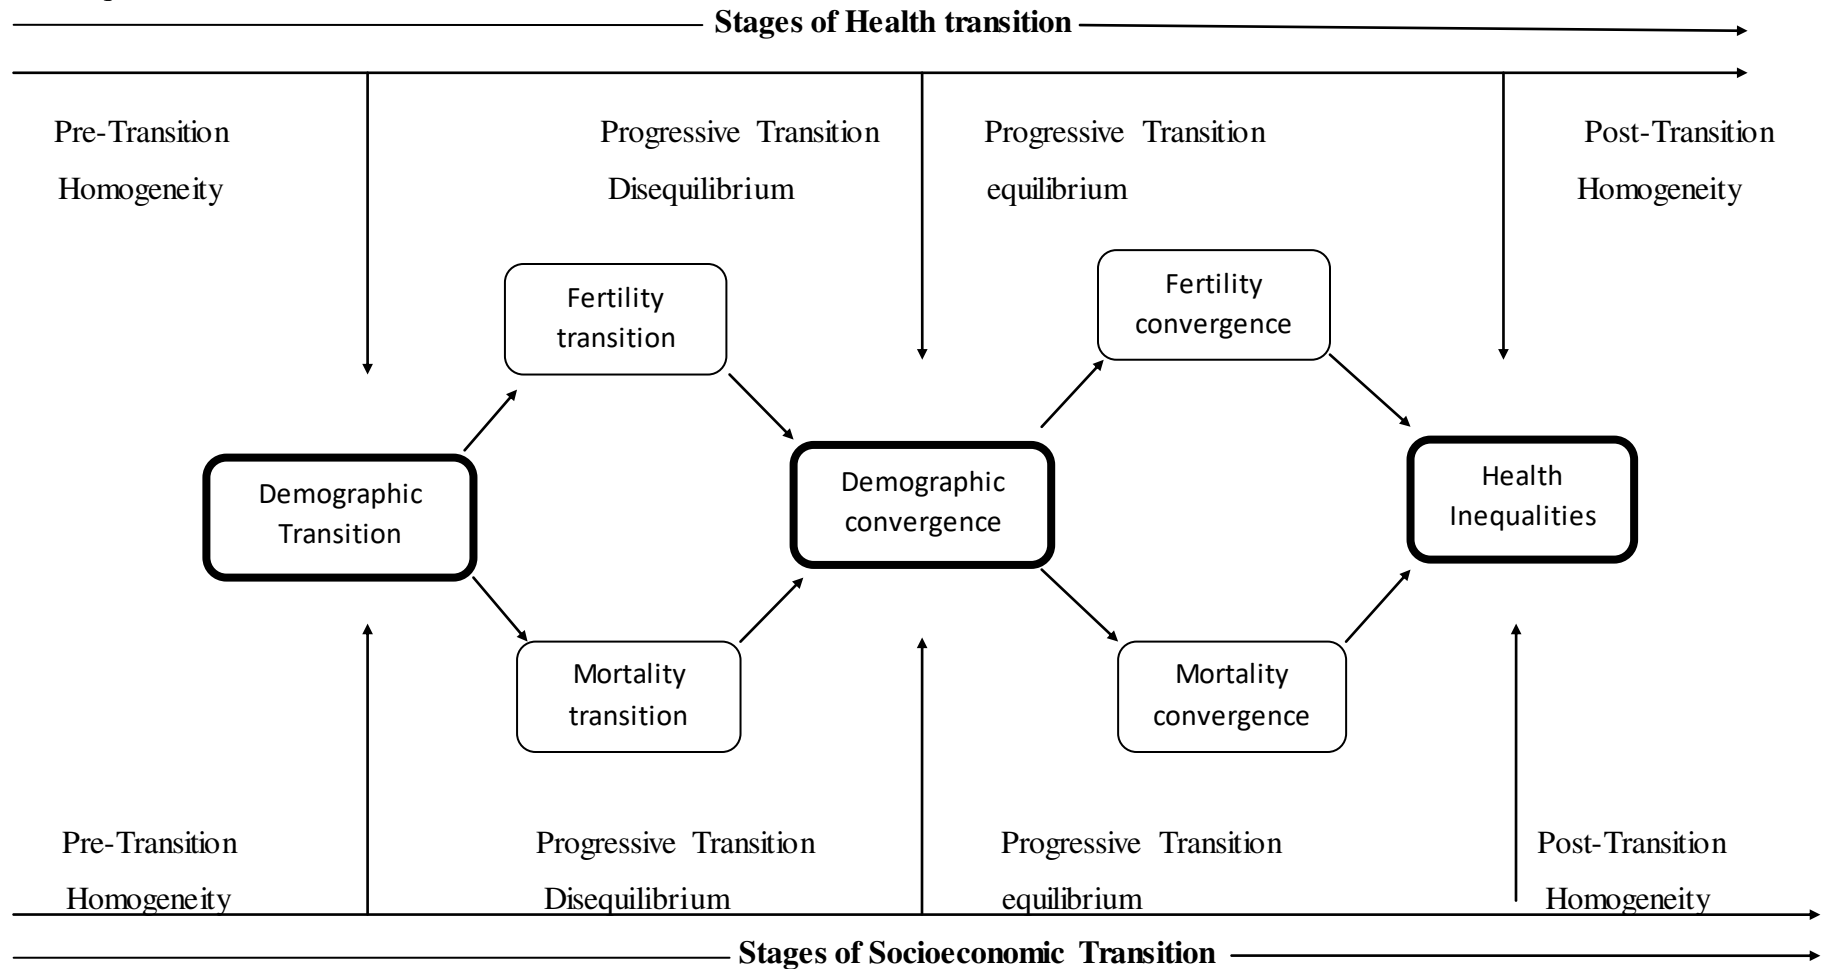 Stages of Health transition
Pre-Transition
Homogeneity
Progressive Transition
Disequilibrium
Progressive Transition
equilibrium
Post-Transition
Homogeneity
Fertility
transition
Fertility
convergence
Demographic
Transition
Demographic
convergence
Health
Inequalities
Mortality
transition
Mortality
convergence
Pre-Transition
Homogeneity
Progressive Transition
Disequilibrium
Progressive Transition
equilibrium
Post-Transition
Homogeneity
Stages of Socioeconomic Transition